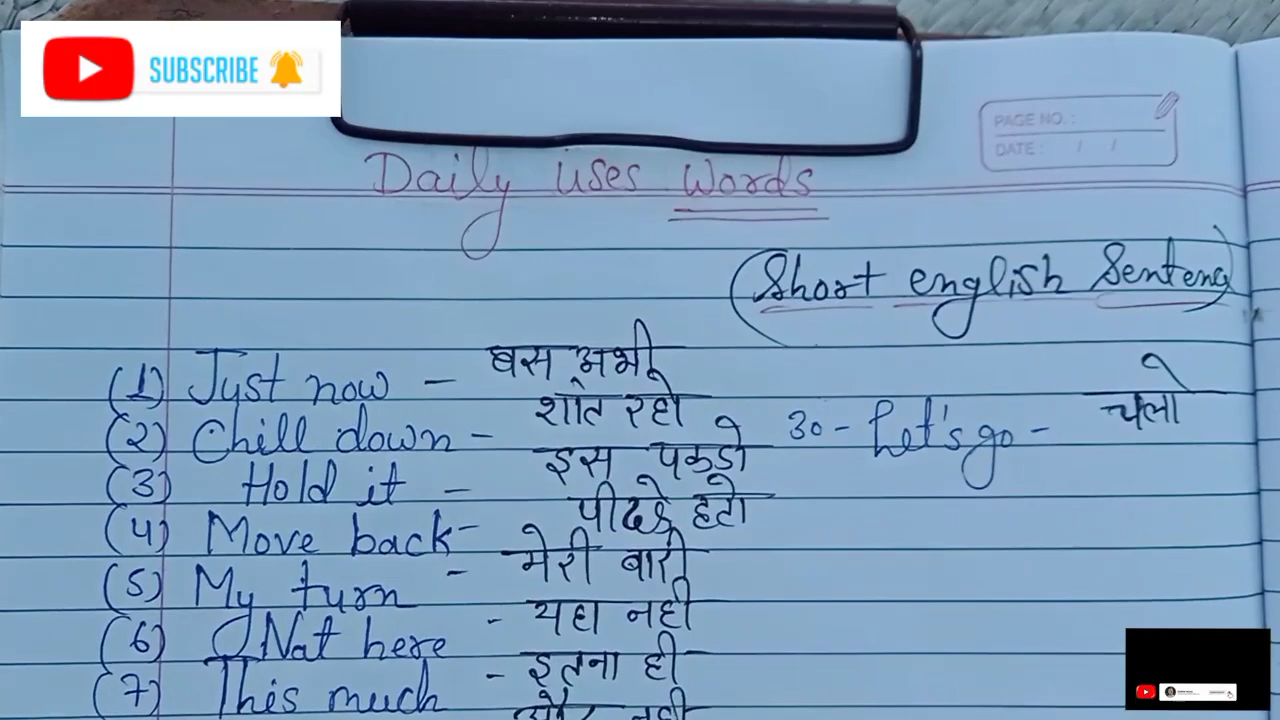 SUBSCRIBE
PAGE NO. :
DATE : / /
Daily uses Words
Short english Senteng
(1) Just now - बस अभी
(2) Chill down - शांत रहो
30- Let's go - चलो
(3) Hold it - इस पकडो
(4) Move back - पीछे हटो
(5) My turn - मेरी बारी
(6) Nat here - यहा नही
(7) This much - इतना ही